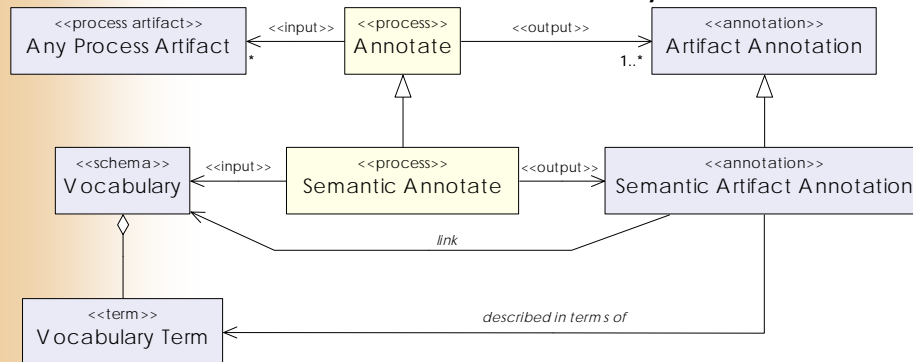 <<process artifact>>
Any Process Artifact
<<input>>
*
<<process>>
Annotate
<<output>>
1..*
<<annotation>>
Artifact Annotation
<<schema>>
Vocabulary
<<input>>
<<process>>
Semantic Annotate
<<output>>
<<annotation>>
Semantic Artifact Annotation
link
<<term>>
Vocabulary Term
described in terms of